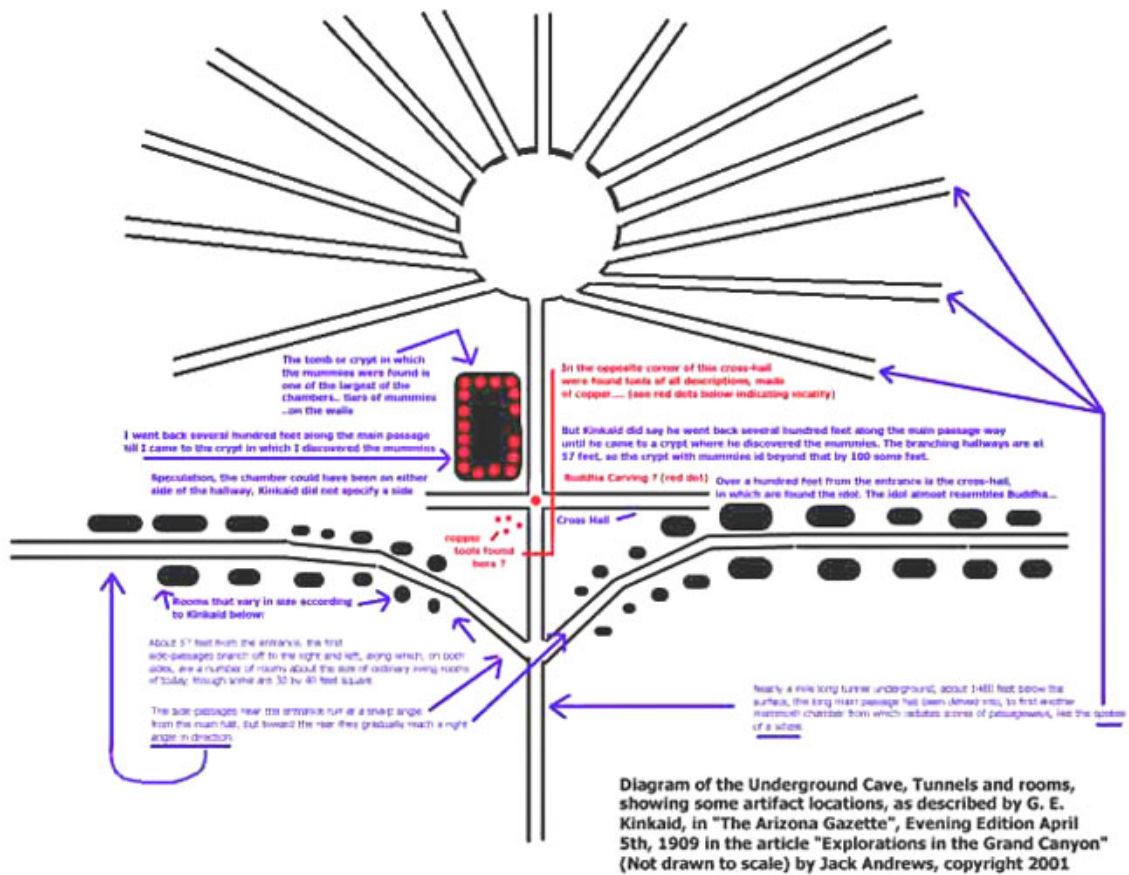 The tomb or crypt in which
the mummies were found is
one of the largest of the
chambers.. tiers of mummies
..on the walls
In the opposite corner of this cross-hall
were found tools of all descriptions, made
of copper.... (see red dots below indicating locality)
I went back several hundred feet along the main passage
till I came to the crypt in which I discovered the mummies
But Kinkaid did say he went back several hundred feet along the main passage way
until he came to a crypt where he discovered the mummies. The branching hallways are at
57 feet, so the crypt with mummies id beyond that by 100 some feet.
Speculation, the chamber could have been on either
side of the hallway, Kinkaid did not specify a side
Buddha Carving ? (red dot)
Over a hundred feet from the entrance is the cross-hall,
in which are found the idol. The idol almost resembles Buddha...
Cross Hall
copper
tools found
here ?
Rooms that vary in size according
to Kinkaid below:
About 57 feet from the entrance, the first
side-passages branch off to the right and left, along which, on both
sides, are a number of rooms about the size of ordinary living rooms
of today, though some are 30 by 40 feet square
The side-passages near the entrance run at a sharp angle
from the main hall, but toward the rear they gradually reach a right
angle in direction.
Nearly a mile long tunnel underground, about 1480 feet below the
surface, the long main passage has been delved into, to find another
mammoth chamber from which radiates scores of passageways, like the spokes
of a wheel
Diagram of the Underground Cave, Tunnels and rooms,
showing some artifact locations, as described by G. E.
Kinkaid, in "The Arizona Gazette", Evening Edition April
5th, 1909 in the article "Explorations in the Grand Canyon"
(Not drawn to scale) by Jack Andrews, copyright 2001